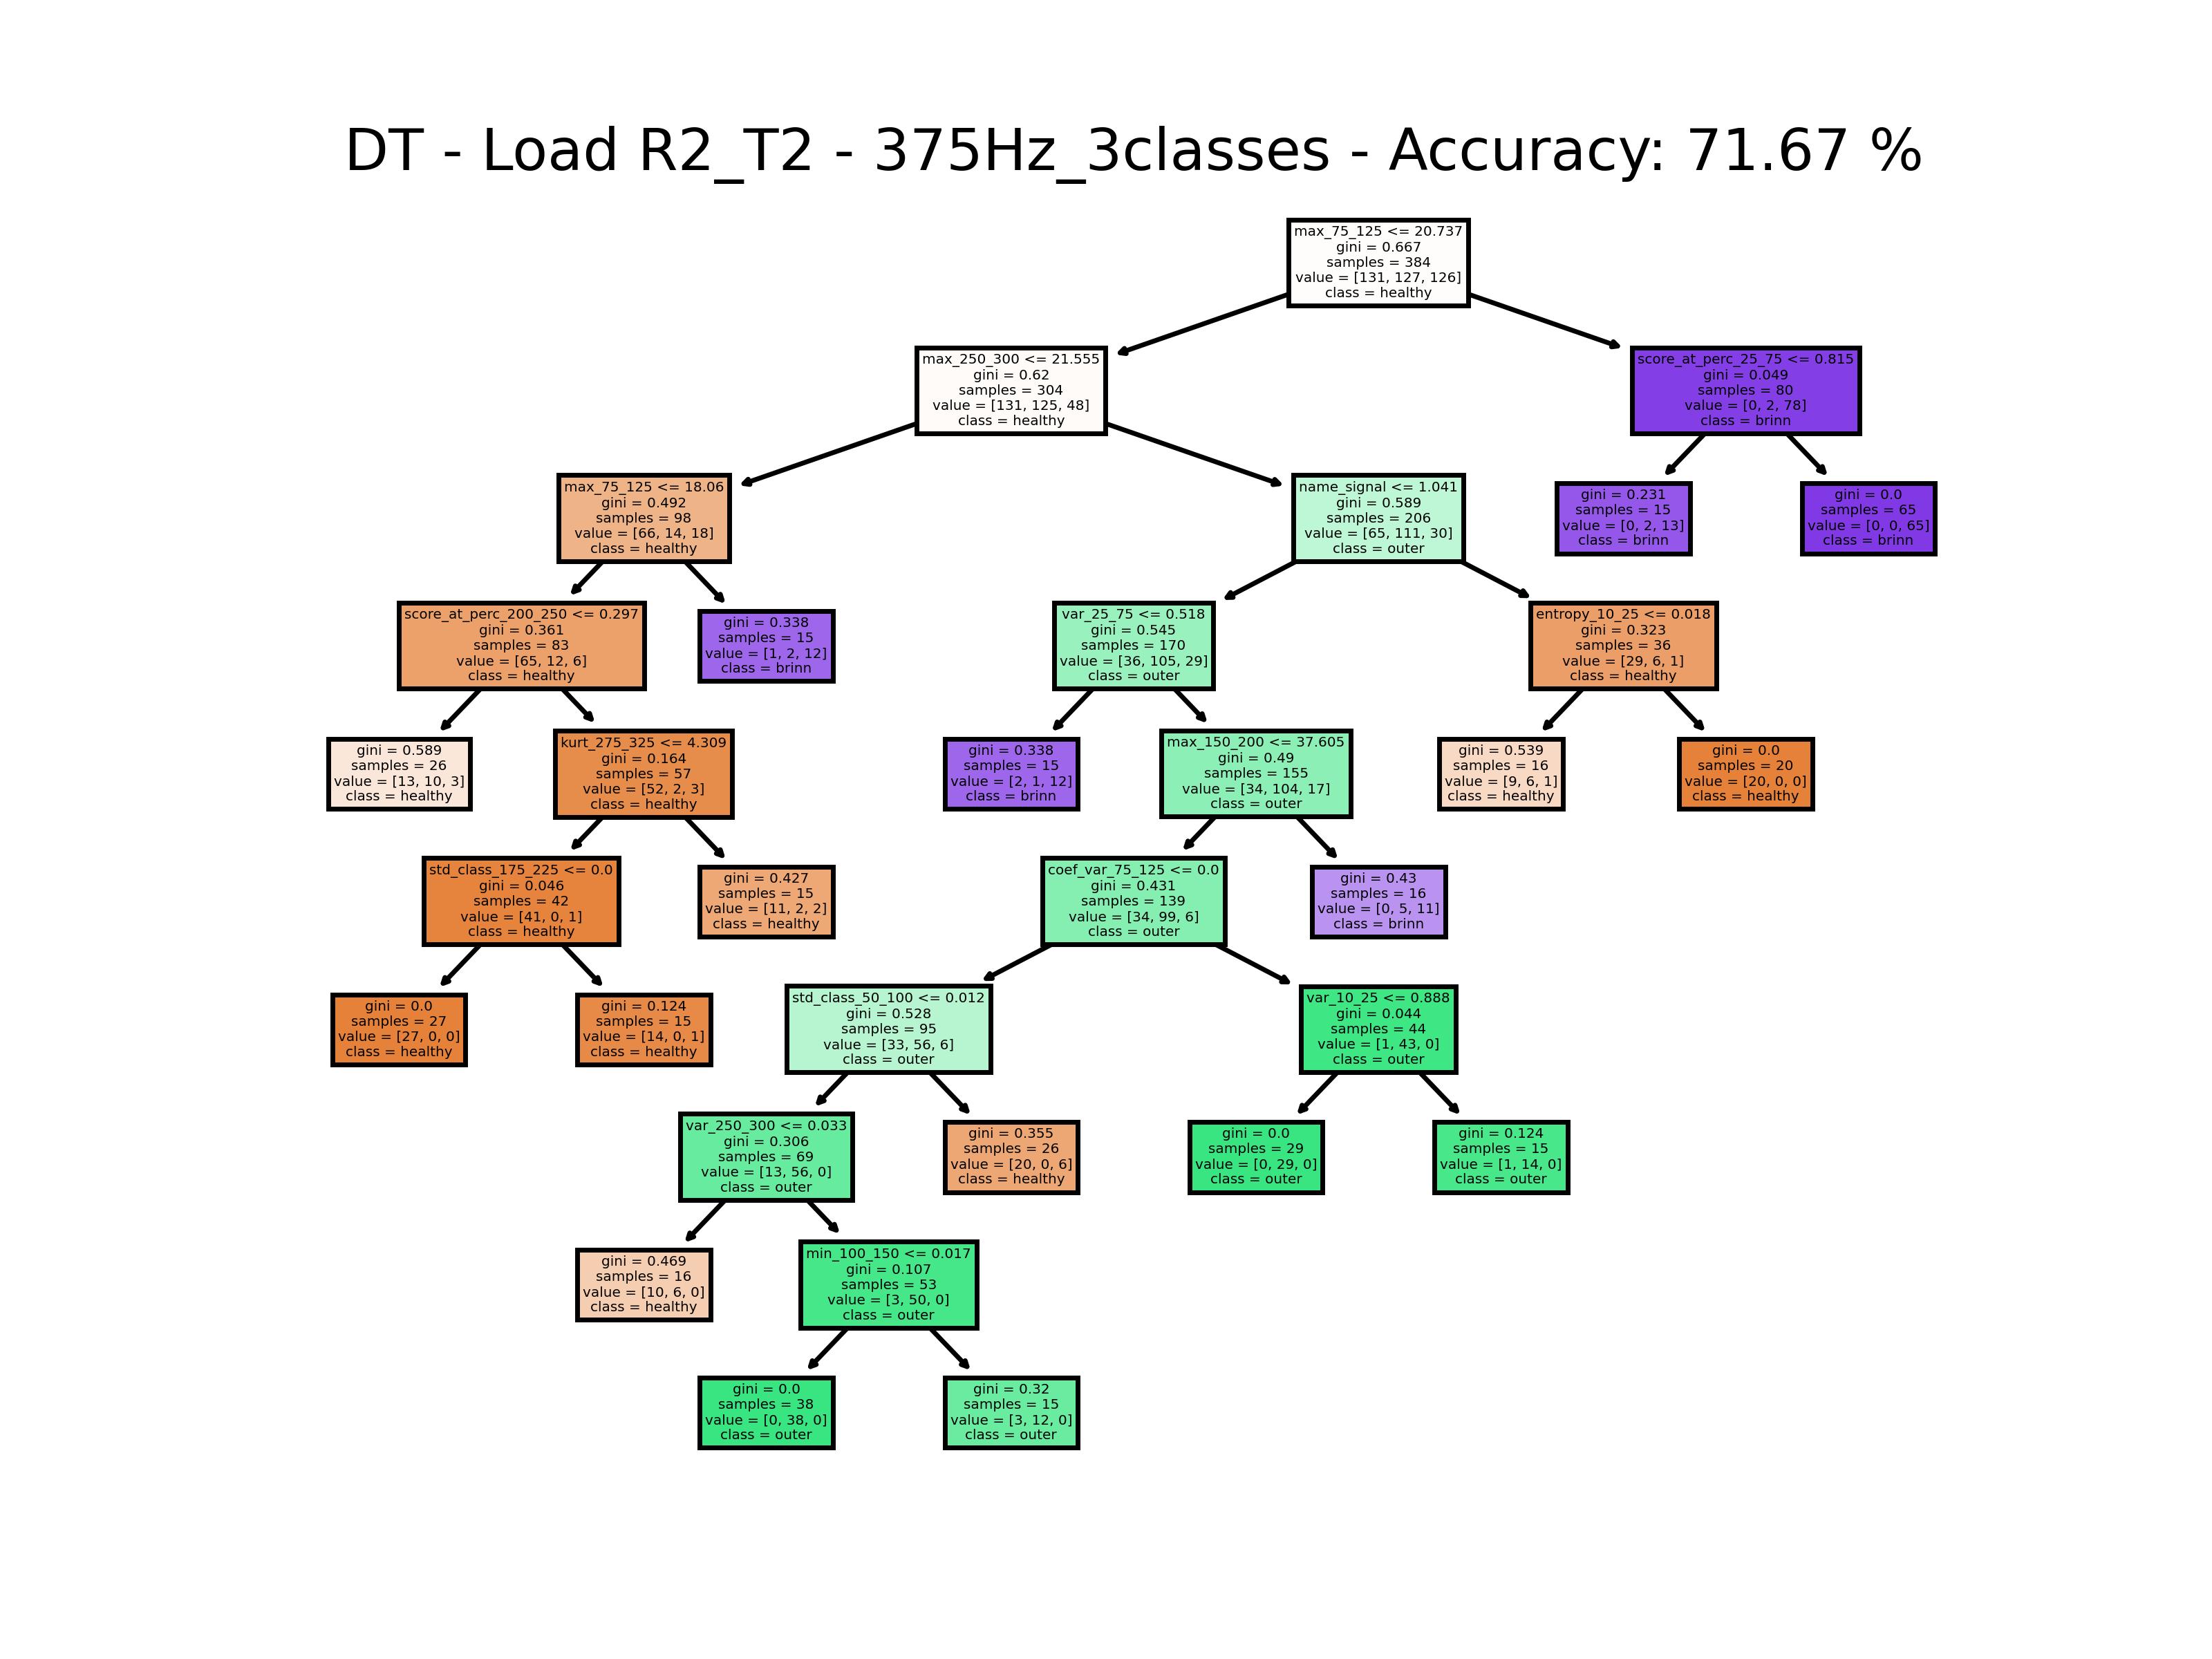 DT - Load R2_T2 - 375Hz_3classes - Accuracy: 71.67 %
max_75_125 <= 20.737
gini = 0.667
samples = 384
value = [131, 127, 126]
class = healthy
max_250_300 <= 21.555
gini = 0.62
samples = 304
value = [131, 125, 48]
class = healthy
score_at_perc_25_75 <= 0.815
gini = 0.049
samples = 80
value = [0, 2, 78]
class = brinn
max_75_125 <= 18.06
gini = 0.492
samples = 98
value = [66, 14, 18]
class = healthy
name_signal <= 1.041
gini = 0.589
samples = 206
value = [65, 111, 30]
class = outer
gini = 0.231
samples = 15
value = [0, 2, 13]
class = brinn
gini = 0.0
samples = 65
value = [0, 0, 65]
class = brinn
score_at_perc_200_250 <= 0.297
gini = 0.361
samples = 83
value = [65, 12, 6]
class = healthy
gini = 0.338
samples = 15
value = [1, 2, 12]
class = brinn
var_25_75 <= 0.518
gini = 0.545
samples = 170
value = [36, 105, 29]
class = outer
entropy_10_25 <= 0.018
gini = 0.323
samples = 36
value = [29, 6, 1]
class = healthy
gini = 0.589
samples = 26
value = [13, 10, 3]
class = healthy
kurt_275_325 <= 4.309
gini = 0.164
samples = 57
value = [52, 2, 3]
class = healthy
gini = 0.338
samples = 15
value = [2, 1, 12]
class = brinn
max_150_200 <= 37.605
gini = 0.49
samples = 155
value = [34, 104, 17]
class = outer
gini = 0.539
samples = 16
value = [9, 6, 1]
class = healthy
gini = 0.0
samples = 20
value = [20, 0, 0]
class = healthy
std_class_175_225 <= 0.0
gini = 0.046
samples = 42
value = [41, 0, 1]
class = healthy
gini = 0.427
samples = 15
value = [11, 2, 2]
class = healthy
coef_var_75_125 <= 0.0
gini = 0.431
samples = 139
value = [34, 99, 6]
class = outer
gini = 0.43
samples = 16
value = [0, 5, 11]
class = brinn
gini = 0.0
samples = 27
value = [27, 0, 0]
class = healthy
gini = 0.124
samples = 15
value = [14, 0, 1]
class = healthy
std_class_50_100 <= 0.012
gini = 0.528
samples = 95
value = [33, 56, 6]
class = outer
var_10_25 <= 0.888
gini = 0.044
samples = 44
value = [1, 43, 0]
class = outer
var_250_300 <= 0.033
gini = 0.306
samples = 69
value = [13, 56, 0]
class = outer
gini = 0.355
samples = 26
value = [20, 0, 6]
class = healthy
gini = 0.0
samples = 29
value = [0, 29, 0]
class = outer
gini = 0.124
samples = 15
value = [1, 14, 0]
class = outer
gini = 0.469
samples = 16
value = [10, 6, 0]
class = healthy
min_100_150 <= 0.017
gini = 0.107
samples = 53
value = [3, 50, 0]
class = outer
gini = 0.0
samples = 38
value = [0, 38, 0]
class = outer
gini = 0.32
samples = 15
value = [3, 12, 0]
class = outer